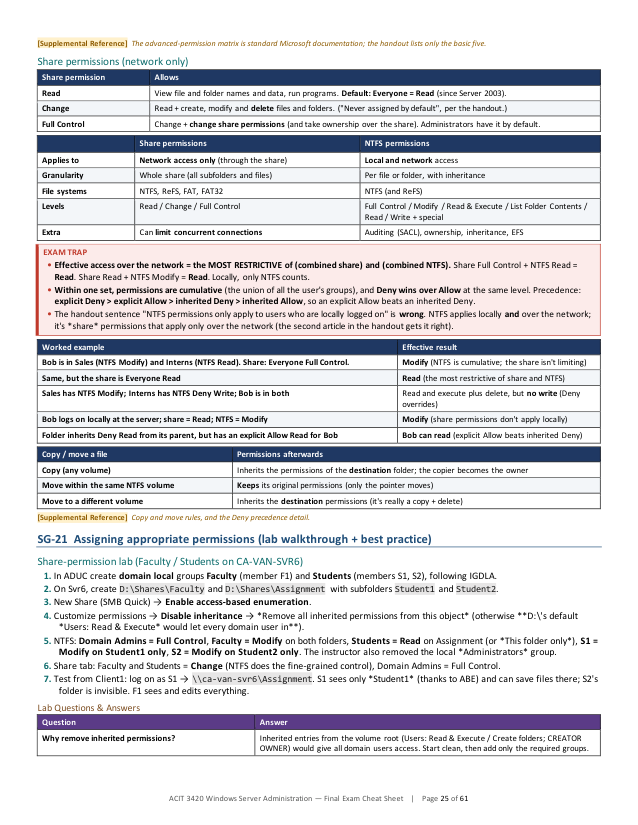 [Supplemental Reference] The advanced-permission matrix is standard Microsoft documentation; the handout lists only the basic five.
Share permissions (network only)
Share permission Allows
Read View file and folder names and data, run programs. Default: Everyone = Read (since Server 2003).
Change Read + create, modify and delete files and folders. ("Never assigned by default", per the handout.)
Full Control Change + change share permissions (and take ownership over the share). Administrators have it by default.
Share permissions NTFS permissions
Applies to Network access only (through the share) Local and network access
Granularity Whole share (all subfolders and files) Per file or folder, with inheritance
File systems NTFS, ReFS, FAT, FAT32 NTFS (and ReFS)
Levels Read / Change / Full Control Full Control / Modify / Read & Execute / List Folder Contents /
Read / Write + special
Extra Can limit concurrent connections Auditing (SACL), ownership, inheritance, EFS
EXAM TRAP
• Effective access over the network = the MOST RESTRICTIVE of (combined share) and (combined NTFS). Share Full Control + NTFS Read =
Read. Share Read + NTFS Modify = Read. Locally, only NTFS counts.
• Within one set, permissions are cumulative (the union of all the user's groups), and Deny wins over Allow at the same level. Precedence:
explicit Deny > explicit Allow > inherited Deny > inherited Allow, so an explicit Allow beats an inherited Deny.
• The handout sentence "NTFS permissions only apply to users who are locally logged on" is wrong. NTFS applies locally and over the network;
it's *share* permissions that apply only over the network (the second article in the handout gets it right).
Worked example Effective result
Bob is in Sales (NTFS Modify) and Interns (NTFS Read). Share: Everyone Full Control. Modify (NTFS is cumulative; the share isn't limiting)
Same, but the share is Everyone Read Read (the most restrictive of share and NTFS)
Sales has NTFS Modify; Interns has NTFS Deny Write; Bob is in both Read and execute plus delete, but no write (Deny
overrides)
Bob logs on locally at the server; share = Read; NTFS = Modify Modify (share permissions don't apply locally)
Folder inherits Deny Read from its parent, but has an explicit Allow Read for Bob Bob can read (explicit Allow beats inherited Deny)
Copy / move a file Permissions afterwards
Copy (any volume) Inherits the permissions of the destination folder; the copier becomes the owner
Move within the same NTFS volume Keeps its original permissions (only the pointer moves)
Move to a different volume Inherits the destination permissions (it's really a copy + delete)
[Supplemental Reference] Copy and move rules, and the Deny precedence detail.
SG-21 Assigning appropriate permissions (lab walkthrough + best practice)
Share-permission lab (Faculty / Students on CA-VAN-SVR6)
1. In ADUC create domain local groups Faculty (member F1) and Students (members S1, S2), following IGDLA.
2. On Svr6, create D:\Shares\Faculty and D:\Shares\Assignment with subfolders Student1 and Student2.
3. New Share (SMB Quick) → Enable access-based enumeration.
4. Customize permissions → Disable inheritance → *Remove all inherited permissions from this object* (otherwise **D:\'s default
*Users: Read & Execute* would let every domain user in**).
5. NTFS: Domain Admins = Full Control, Faculty = Modify on both folders, Students = Read on Assignment (or *This folder only*), S1 =
Modify on Student1 only, S2 = Modify on Student2 only. The instructor also removed the local *Administrators* group.
6. Share tab: Faculty and Students = Change (NTFS does the fine-grained control), Domain Admins = Full Control.
7. Test from Client1: log on as S1 → \\ca-van-svr6\Assignment. S1 sees only *Student1* (thanks to ABE) and can save files there; S2's
folder is invisible. F1 sees and edits everything.
Lab Questions & Answers
Question Answer
Why remove inherited permissions? Inherited entries from the volume root (Users: Read & Execute / Create folders; CREATOR
OWNER) would give all domain users access. Start clean, then add only the required groups.
ACIT 3420 Windows Server Administration — Final Exam Cheat Sheet | Page 25 of 61